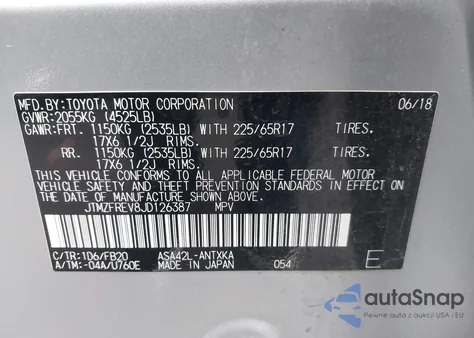 MFD.BY:TOYOTA MOTOR CORPORATION 06/18
GVWR:2055KG (4525LB)
GAWR:FRT. 1150KG (2535LB) WITH 225/65R17 TIRES.
17X6 1/2J RIMS.
RR. 1150KG (2535LB) WITH 225/65R17 TIRES.
17X6 1/2J RIMS.
THIS VEHICLE CONFORMS TO ALL APPLICABLE FEDERAL MOTOR
VEHICLE SAFETY AND BUMPER STANDARDS IN EFFECT ON THE
DATE OF MANUFACTURE SHOWN ABOVE.
JTMZFREV8JD126387 MPV
C/TR:1D6/FB20 ASA42L-ANTXKA
A/TM:-04A/U760E MADE IN JAPAN 054 E
autoSnap
Pewne auta z aukcji USA - EU